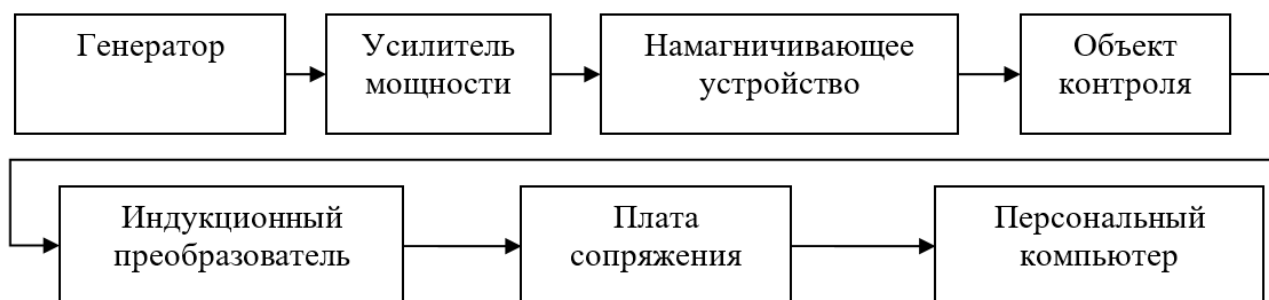 Генератор
Усилитель
мощности
Намагничивающее
устройство
Объект
контроля
Индукционный
преобразователь
Плата
сопряжения
Персональный
компьютер